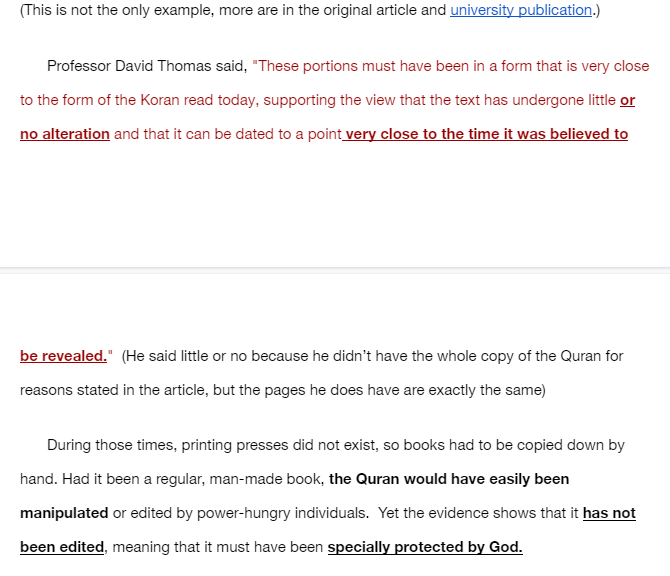 (This is not the only example, more are in the original article and university publication.)
Professor David Thomas said, "These portions must have been in a form that is very close
to the form of the Koran read today, supporting the view that the text has undergone little or
no alteration and that it can be dated to a point very close to the time it was believed to
be revealed."  (He said little or no because he didn’t have the whole copy of the Quran for
reasons stated in the article, but the pages he does have are exactly the same)
During those times, printing presses did not exist, so books had to be copied down by
hand. Had it been a regular, man-made book, the Quran would have easily been
manipulated or edited by power-hungry individuals.  Yet the evidence shows that it has not
been edited, meaning that it must have been specially protected by God.